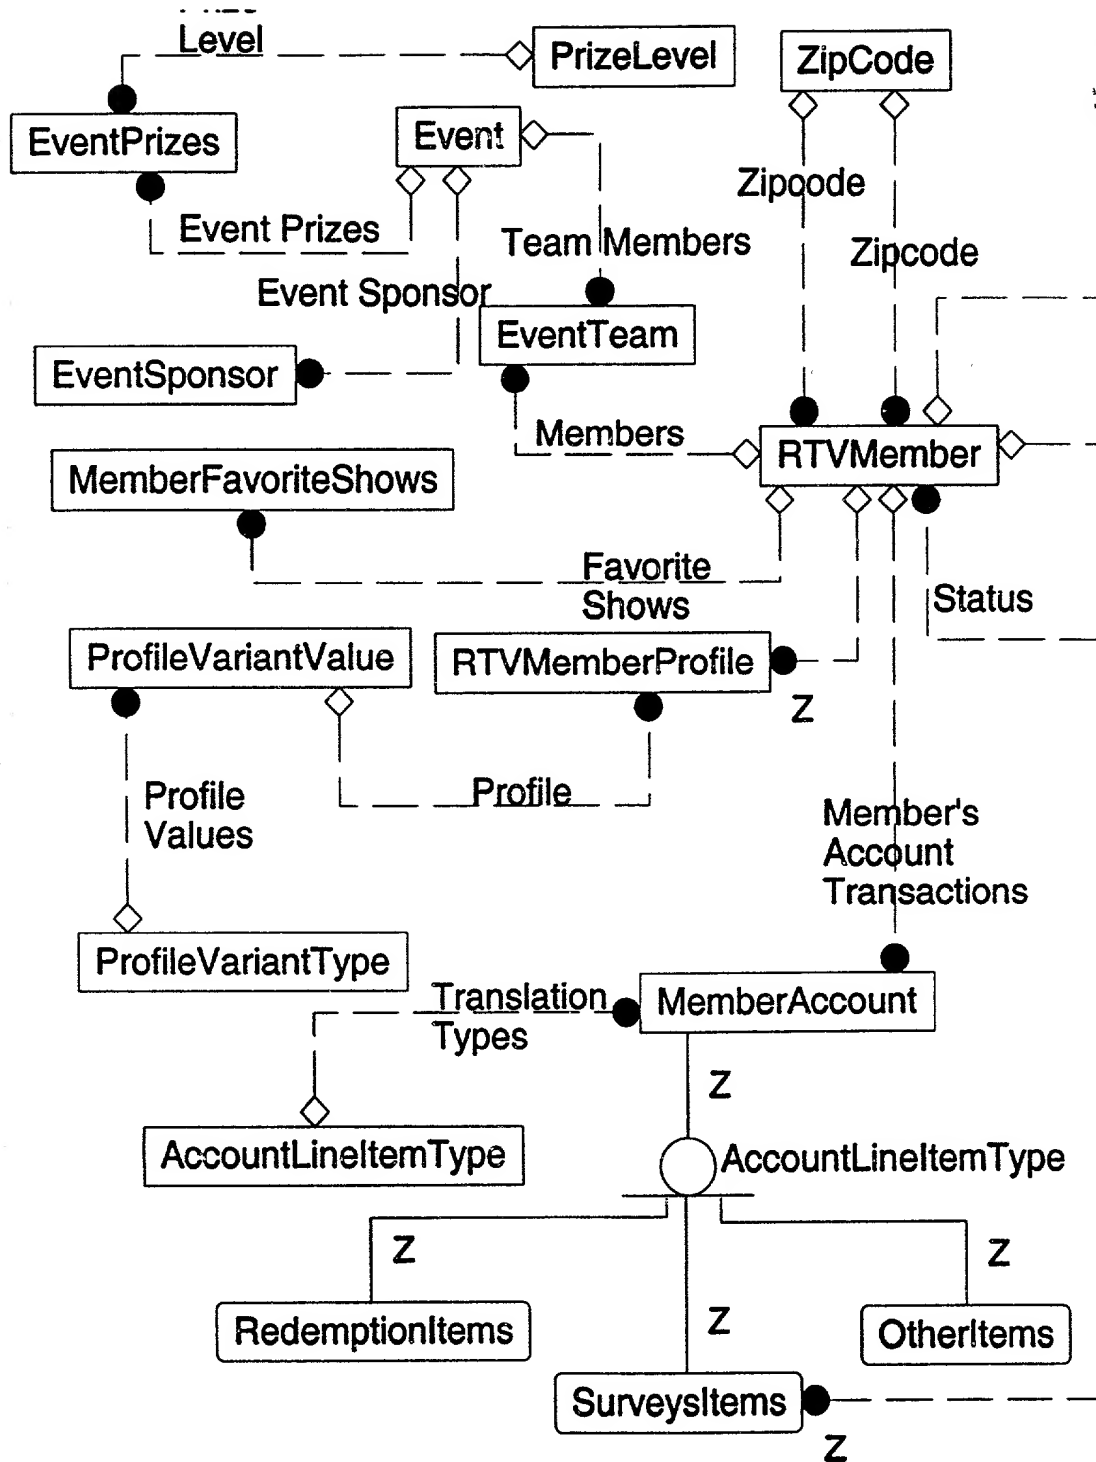 Level
PrizeLevel
ZipCode
EventPrizes
Event
Zipcode
Event Prizes
Team Members
Zipcode
Event Sponsor
EventTeam
EventSponsor
Members
RTVMember
MemberFavoriteShows
Favorite
Shows
Status
ProfileVariantValue
RTVMemberProfile
Z
Profile
Values
Profile
Member's
Account
Transactions
ProfileVariantType
Translation
Types
MemberAccount
Z
AccountLineItemType
AccountLineItemType
Z
Z
RedemptionItems
Z
OtherItems
SurveysItems
Z